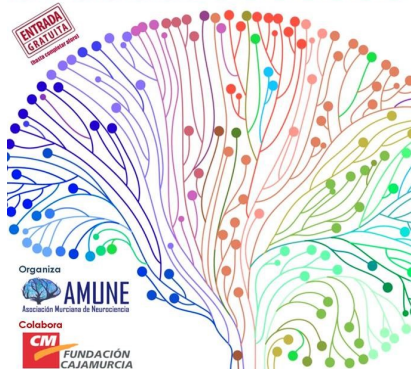 ENTRADA
GRATUITA
(hasta completar aforo)
Organiza
AMUNE
Asociación Murciana de Neurociencia
Colabora
CM
FUNDACIÓN
CAJAMURCIA